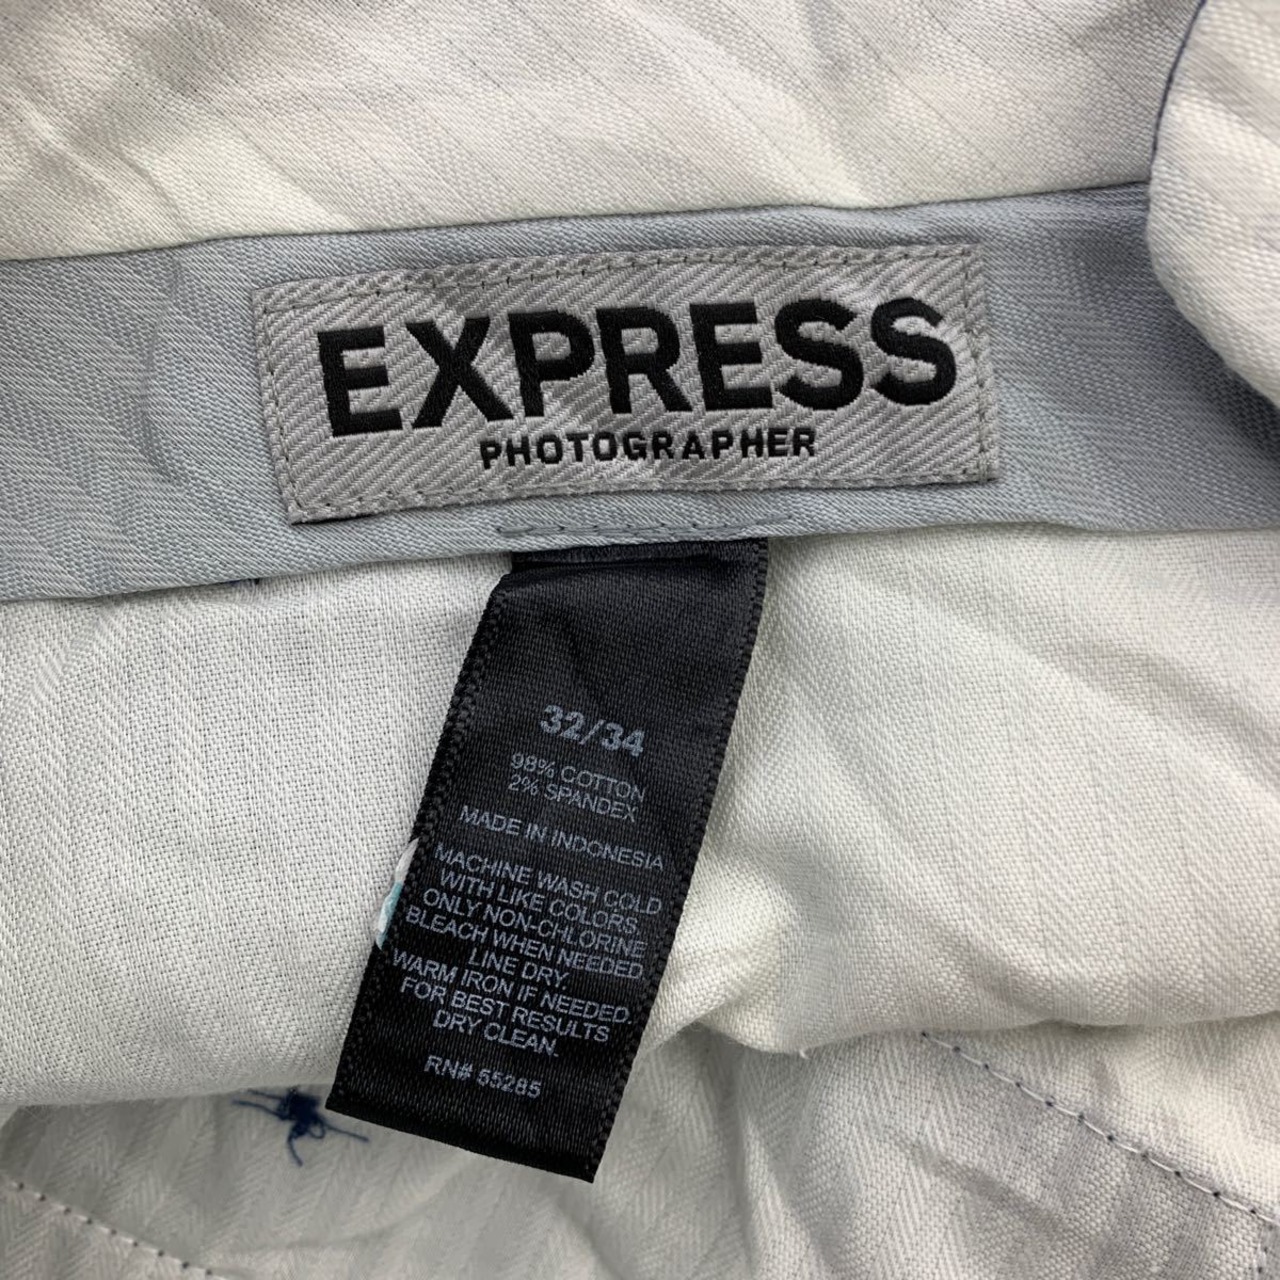 EXPRESS
PHOTOGRAPHER
32/34
98% COTTON
2% SPANDEX
MADE IN INDONESIA
MACHINE WASH COLD
WITH LIKE COLORS.
ONLY NON-CHLORINE
BLEACH WHEN NEEDED.
LINE DRY.
WARM IRON IF NEEDED.
FOR BEST RESULTS
DRY CLEAN.
RN# 55285